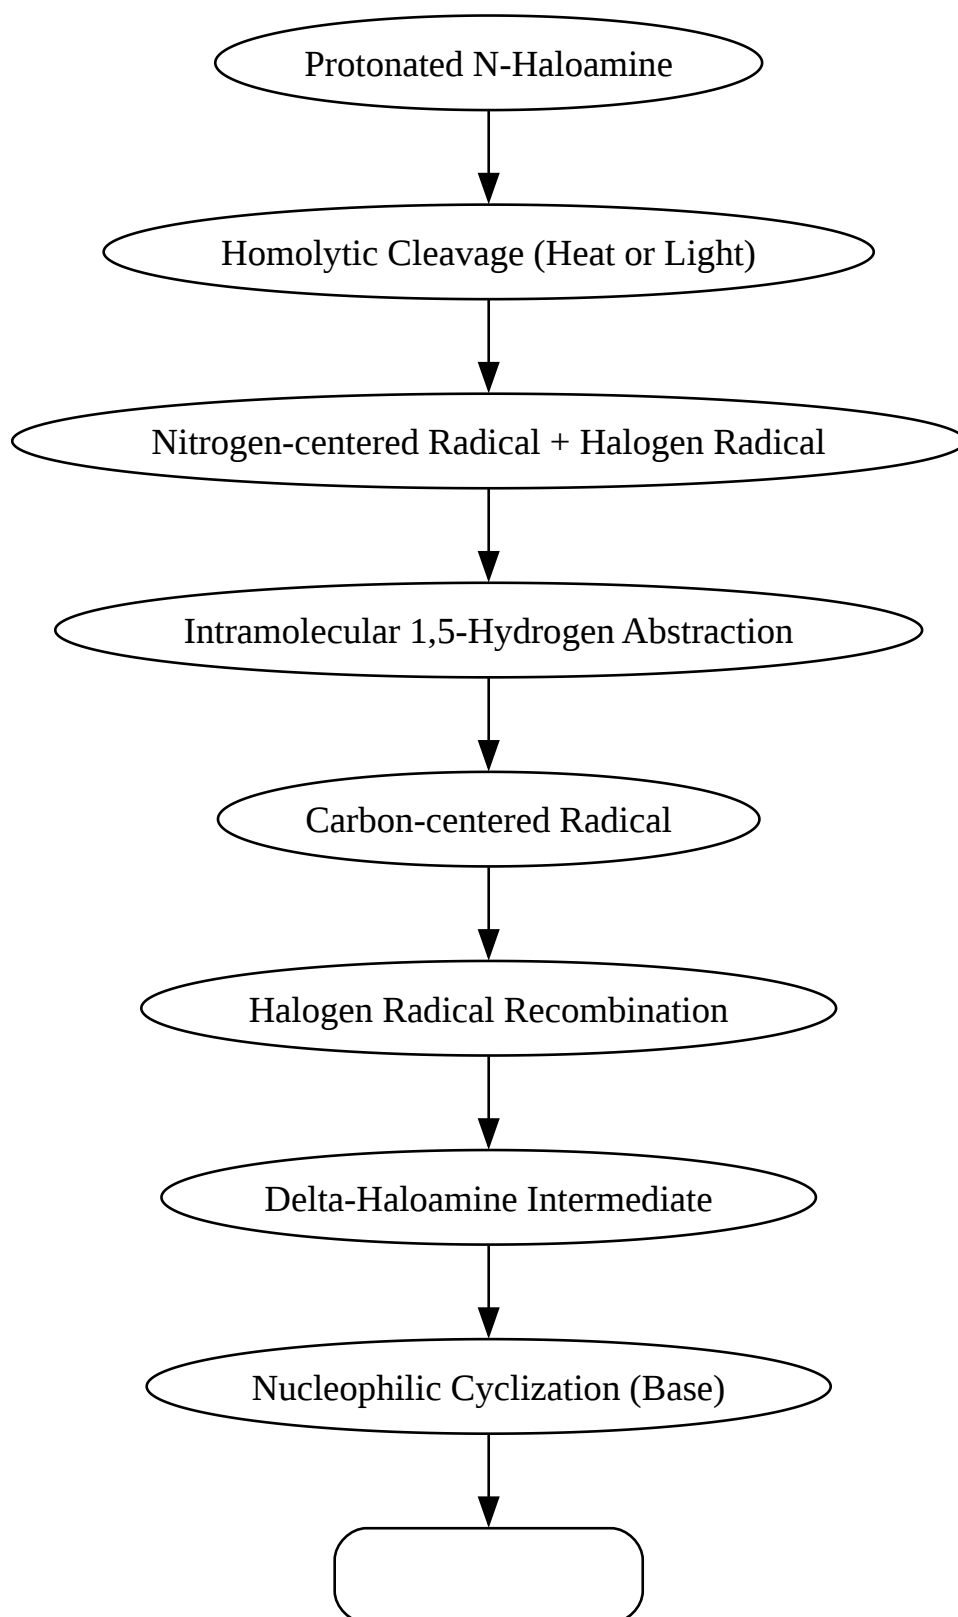 Protonated N-Haloamine
Homolytic Cleavage (Heat or Light)
Nitrogen-centered Radical + Halogen Radical
Intramolecular 1,5-Hydrogen Abstraction
Carbon-centered Radical
Halogen Radical Recombination
Delta-Haloamine Intermediate
Nucleophilic Cyclization (Base)